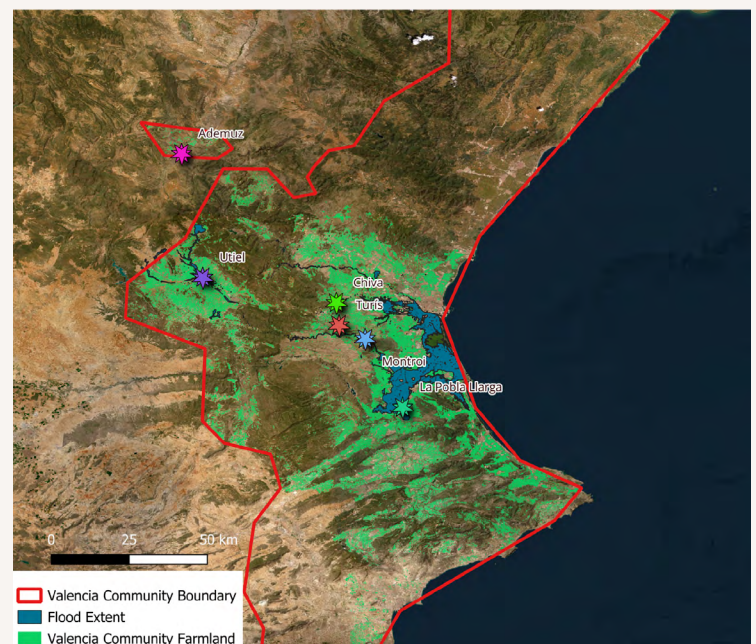 Ademuz
Utiel
Chiva
Turís
Montroi
La Pobla Llarga
0 25 50 km
Valencia Community Boundary
Flood Extent
Valencia Community Farmland